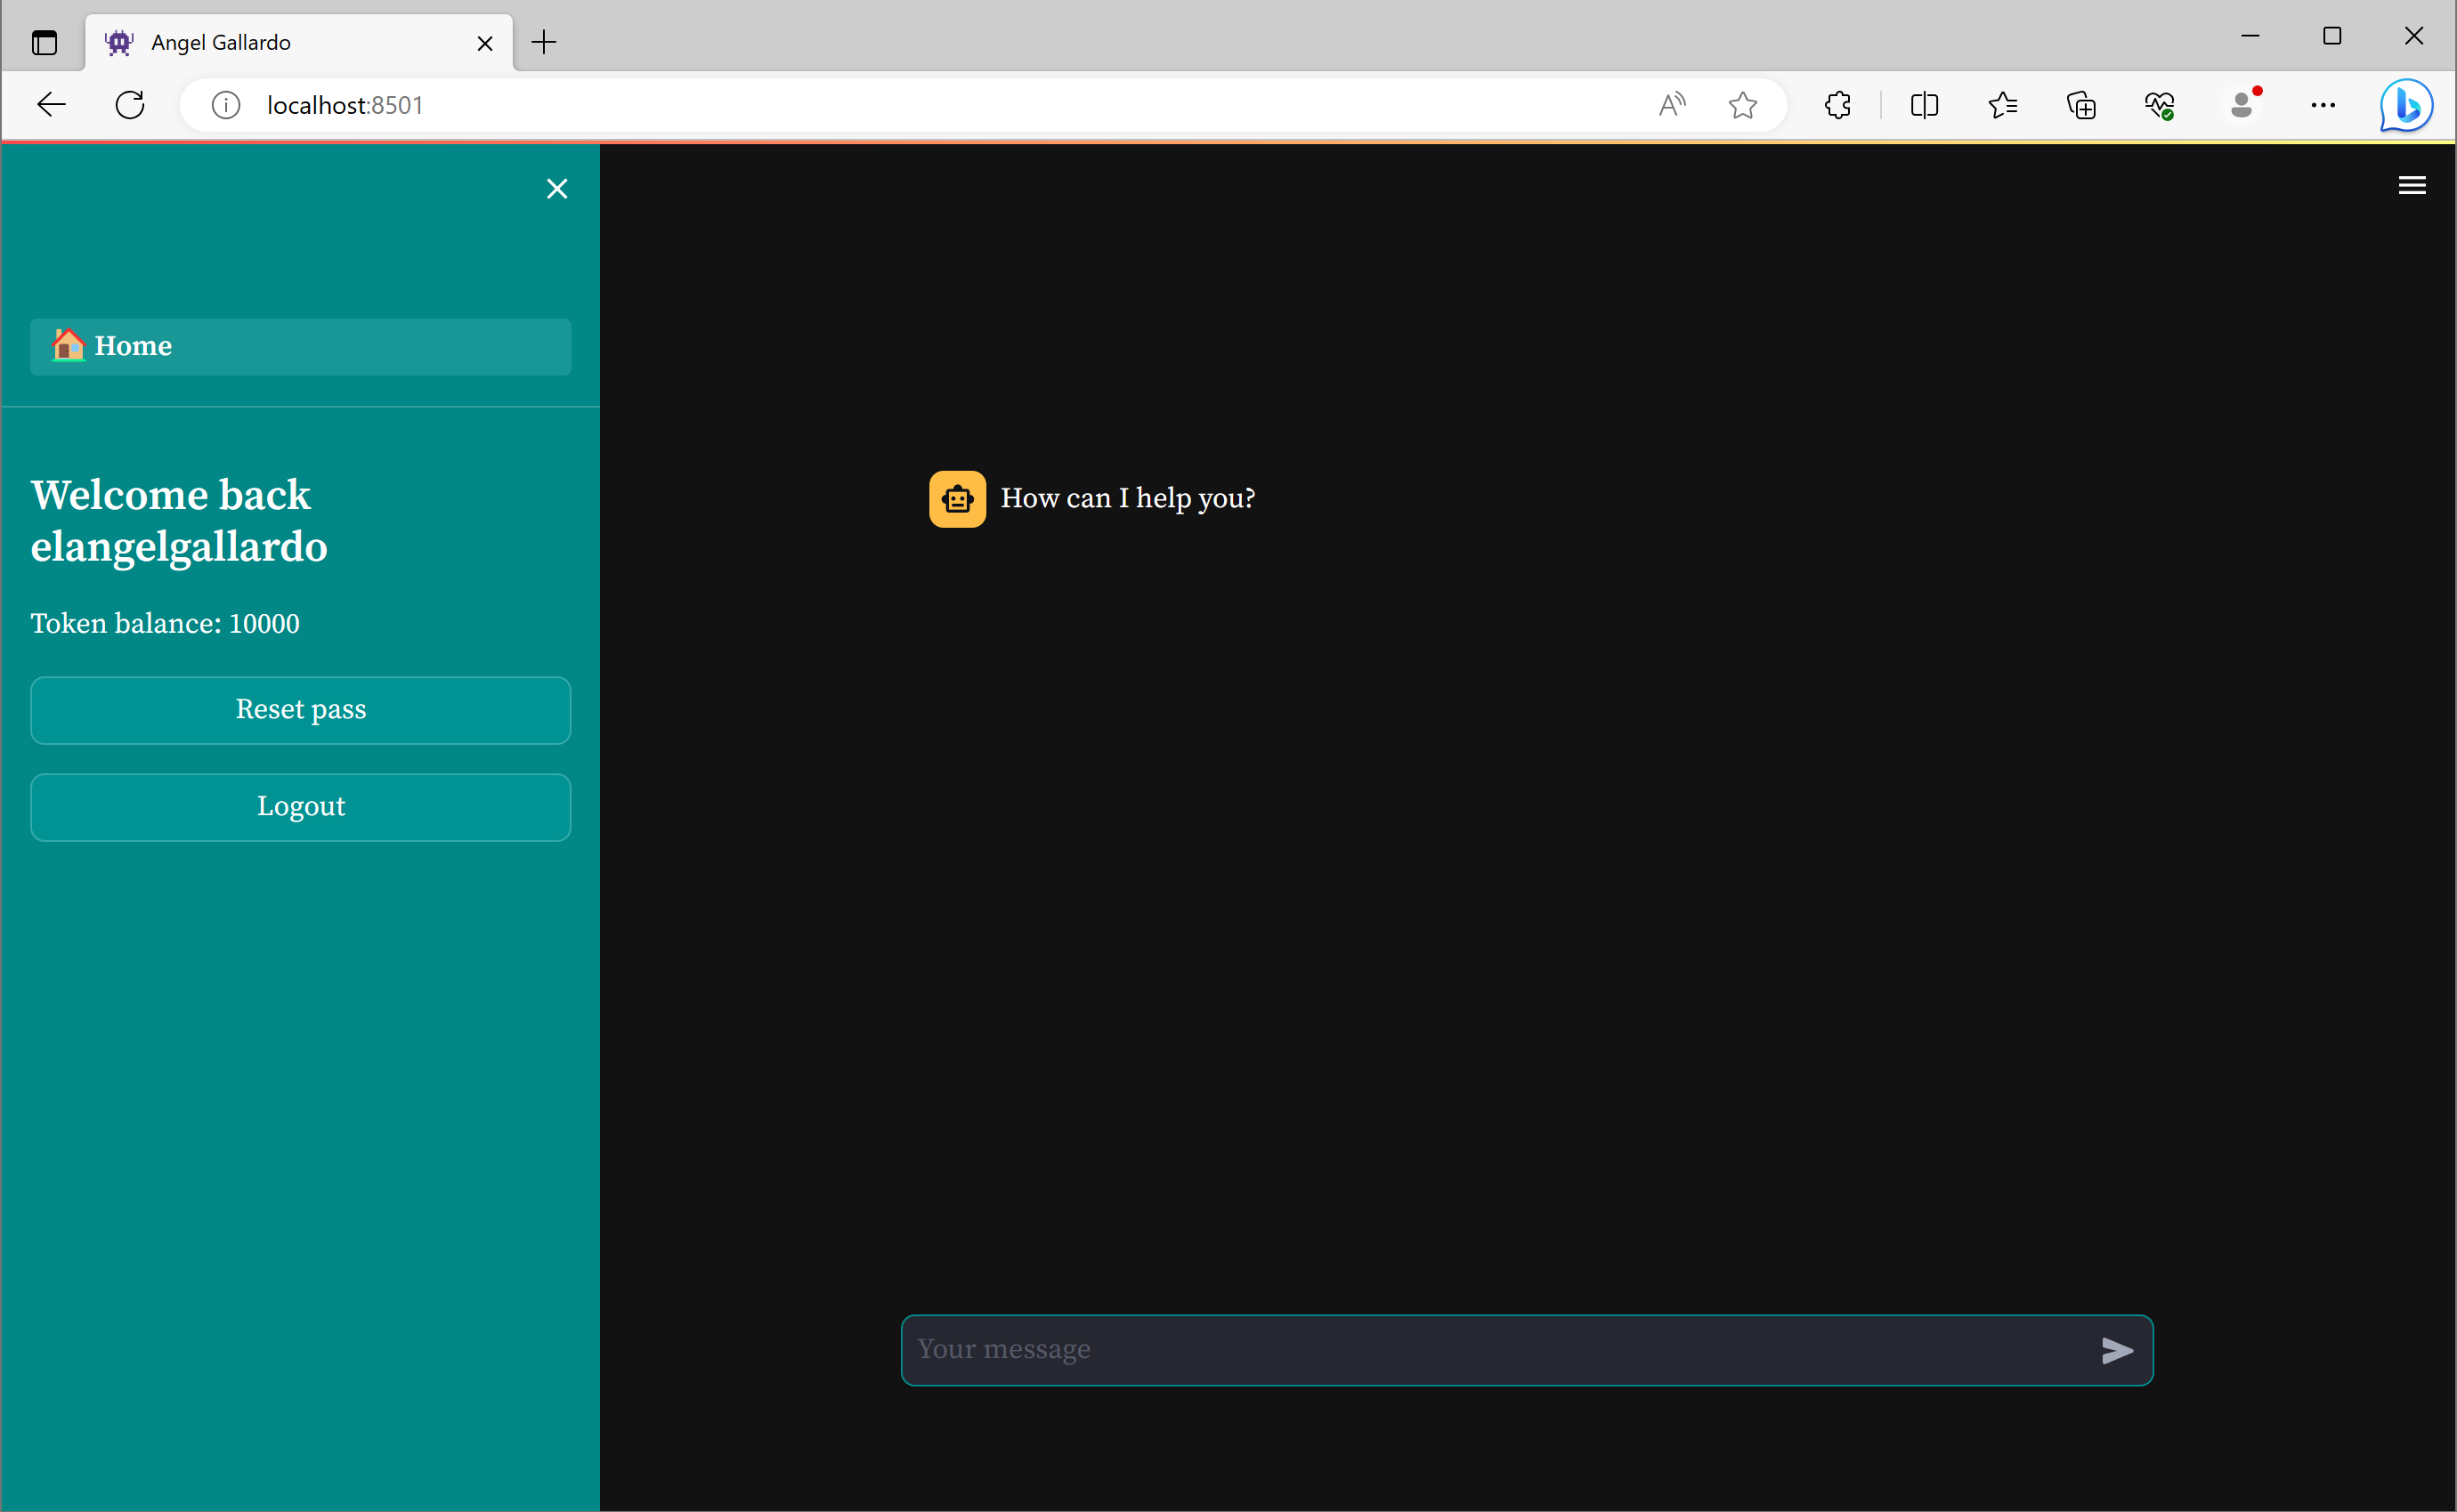 Angel Gallardo
localhost:8501
Home
Welcome back
elangelgallardo
Token balance: 10000
Reset pass
Logout
How can I help you?
Your message